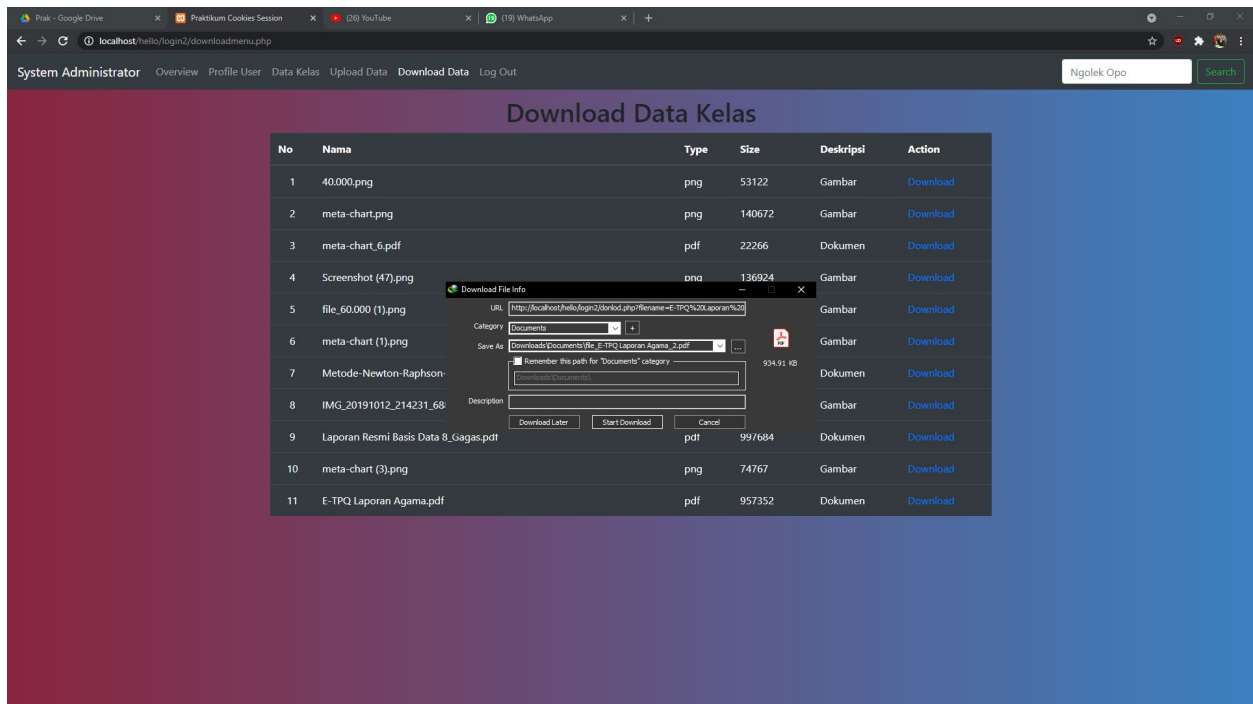 Prak - Google Drive
Praktikum Cookies Session
(26) YouTube
(19) WhatsApp
localhost/hello/login2/downloadmenu.php
System Administrator Overview Profile User Data Kelas Upload Data Download Data Log Out Ngolek Opo Search
Download Data Kelas
No Nama Type Size Deskripsi Action
1 40.000.png png 53122 Gambar Download
2 meta-chart.png png 140672 Gambar Download
3 meta-chart_6.pdf pdf 22266 Dokumen Download
4 Screenshot (47).png png 136924 Gambar Download
5 file_60.000 (1).png Gambar Download
6 meta-chart (1).png Gambar Download
7 Metode-Newton-Raphson- Dokumen Download
8 IMG_20191012_214231_68 Gambar Download
9 Laporan Resmi Basis Data 8_Gagas.pdf pdf 997684 Dokumen Download
10 meta-chart (3).png png 74767 Gambar Download
11 E-TPQ Laporan Agama.pdf pdf 957352 Dokumen Download
Download File Info
URL http://localhost/hello/login2/donlod.php?filename=E-TPQ%20Laporan%20
Category Documents
Save As Downloads\Documents\file_E-TPQ Laporan Agama_2.pdf
Remember this path for "Documents" category
Downloads\Documents\
PDF
934.91 KB
Description
Download Later Start Download Cancel